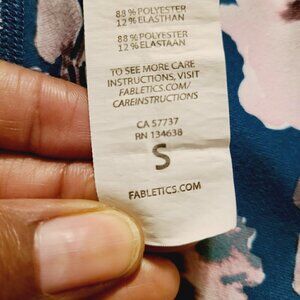 88% POLYESTER
12% ELASTHAN
88% POLYESTER
12% ELASTAAN
TO SEE MORE CARE
INSTRUCTIONS, VISIT
FABLETICS.COM/
CAREINSTRUCTIONS
CA 57737
RN 134638
S
FABLETICS.COM